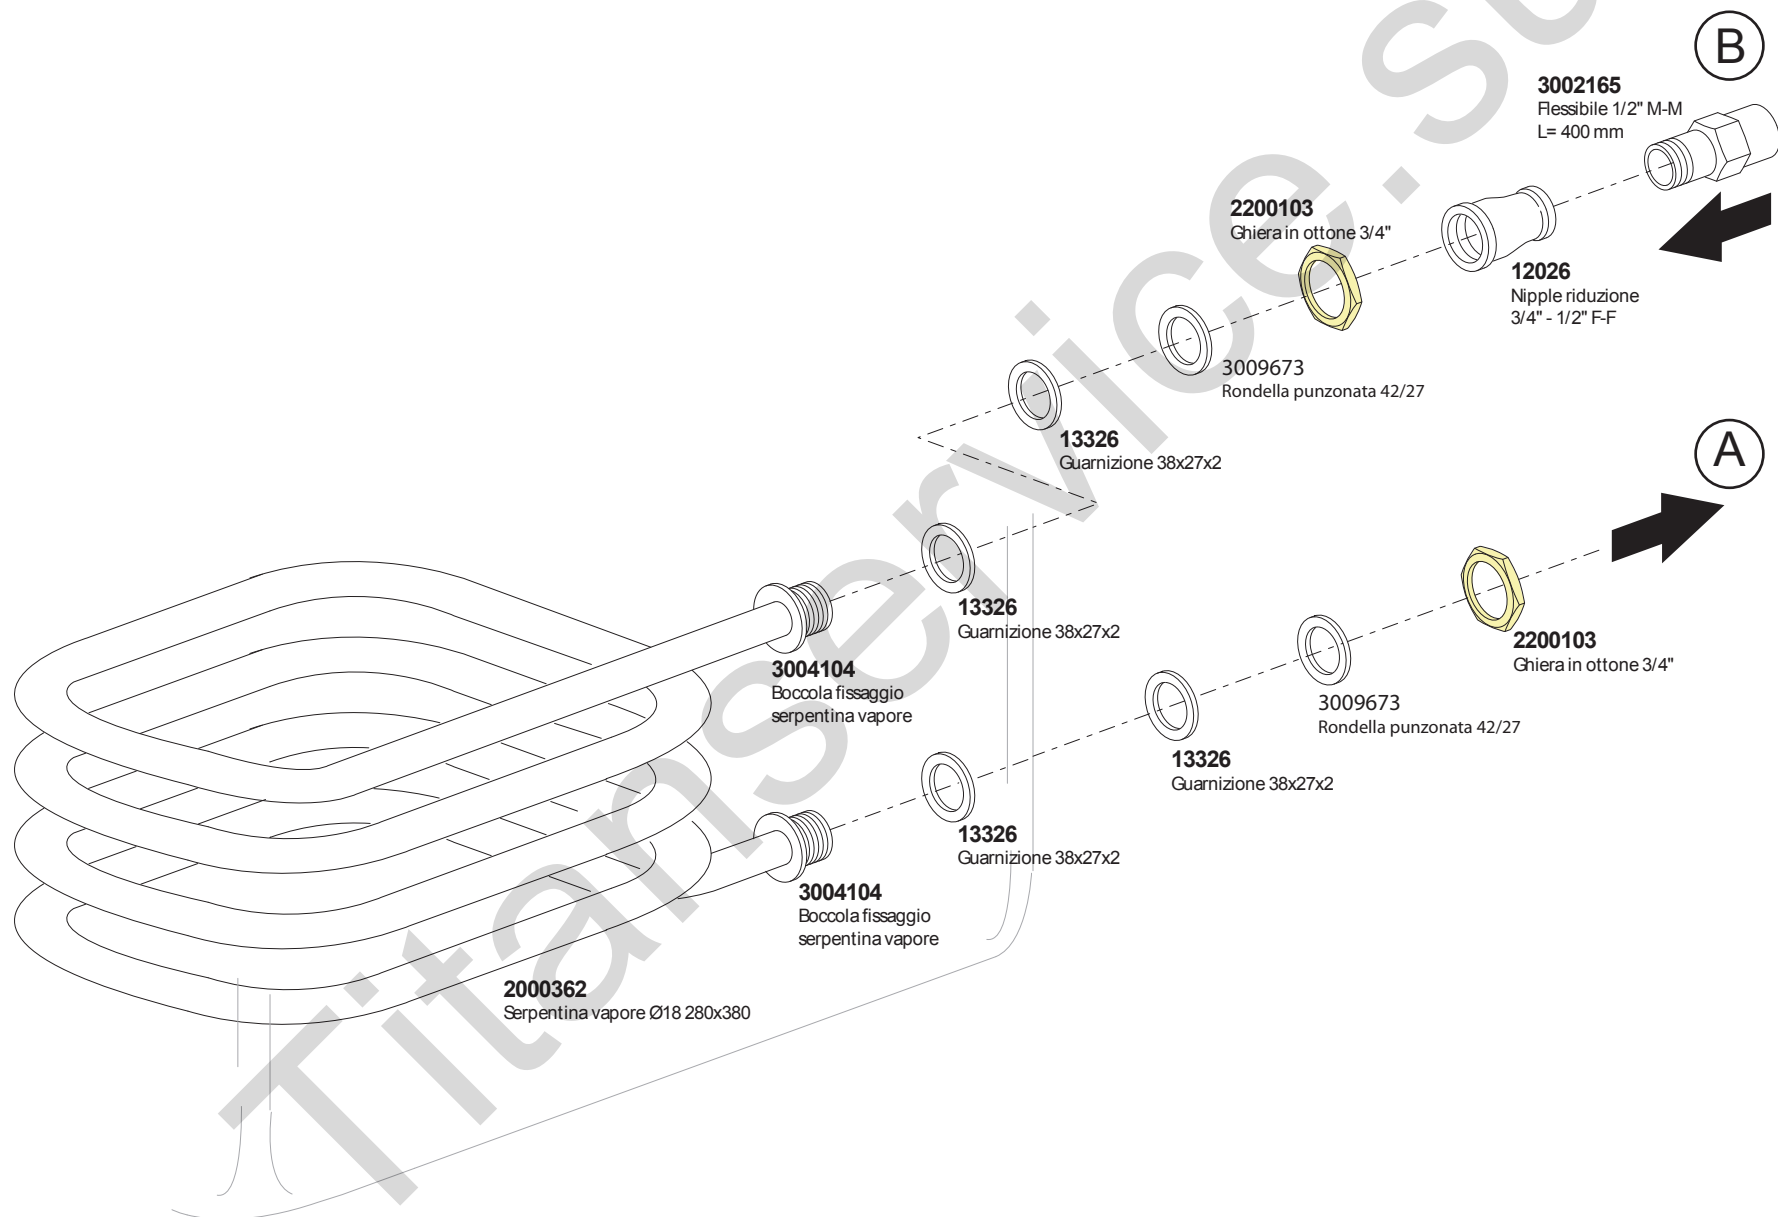 B
3002165
Flessibile 1/2" M-M
L= 400 mm
2200103
Ghiera in ottone 3/4"
12026
Nipple riduzione
3/4" - 1/2" F-F
3009673
Rondella punzonata 42/27
13326
Guarnizione 38x27x2
A
13326
Guarnizione 38x27x2
2200103
Ghiera in ottone 3/4"
3004104
Boccola fissaggio
serpentina vapore
3009673
Rondella punzonata 42/27
13326
Guarnizione 38x27x2
13326
Guarnizione 38x27x2
3004104
Boccola fissaggio
serpentina vapore
2000362
Serpentina vapore Ø18 280x380
Titanservice.su